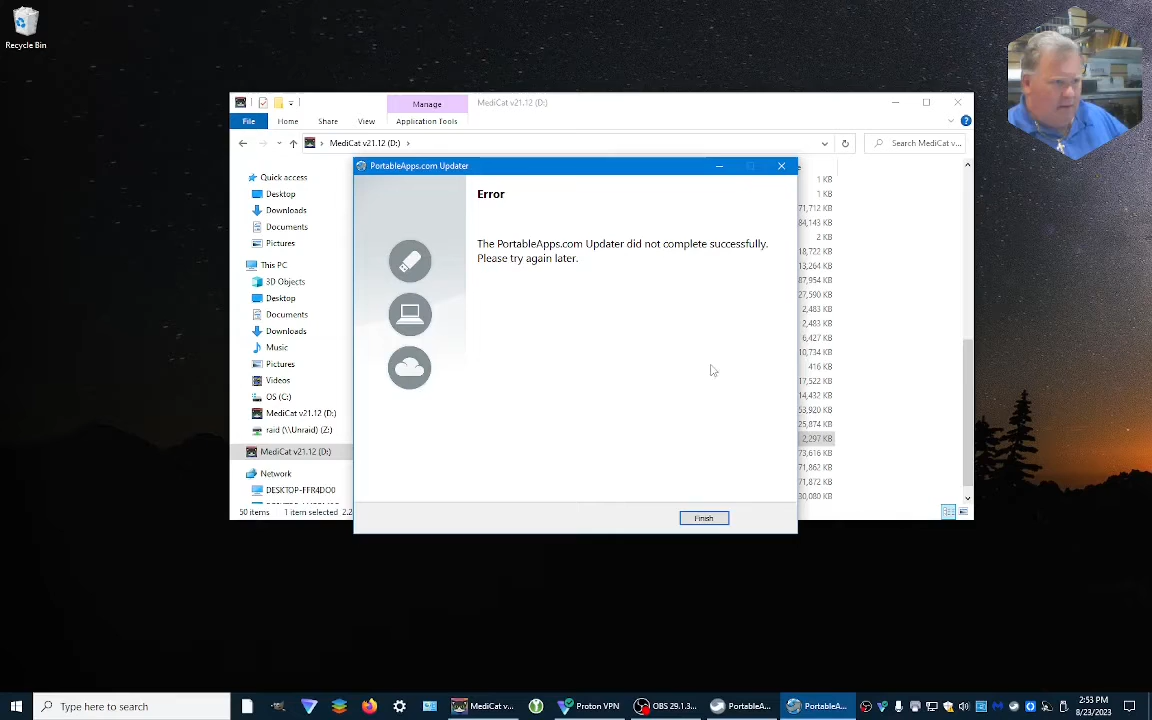 Recycle Bin
Manage
MediCat v21.12 (D:)
File
Home
Share
View
Application Tools
MediCat v21.12 (D:)
Search MediCat v...
PortableApps.com Updater
Quick access
Desktop
Downloads
Documents
Pictures
This PC
3D Objects
Desktop
Documents
Downloads
Music
Pictures
Videos
OS (C:)
MediCat v21.12 (D:)
raid (\\Unraid) (Z:)
MediCat v21.12 (D:)
Network
DESKTOP-FFR4DO0
Error
The PortableApps.com Updater did not complete successfully.
Please try again later.
Finish
1 KB
1 KB
71,712 KB
84,143 KB
2 KB
18,722 KB
13,264 KB
87,954 KB
27,590 KB
2,483 KB
2,483 KB
6,427 KB
10,734 KB
416 KB
17,522 KB
14,432 KB
53,920 KB
25,874 KB
2,297 KB
73,616 KB
71,862 KB
71,872 KB
30,080 KB
50 items
1 item selected
2.2
Type here to search
MediCat v...
Proton VPN
OBS 29.1.3...
PortableA...
PortableA...
2:53 PM
8/23/2023